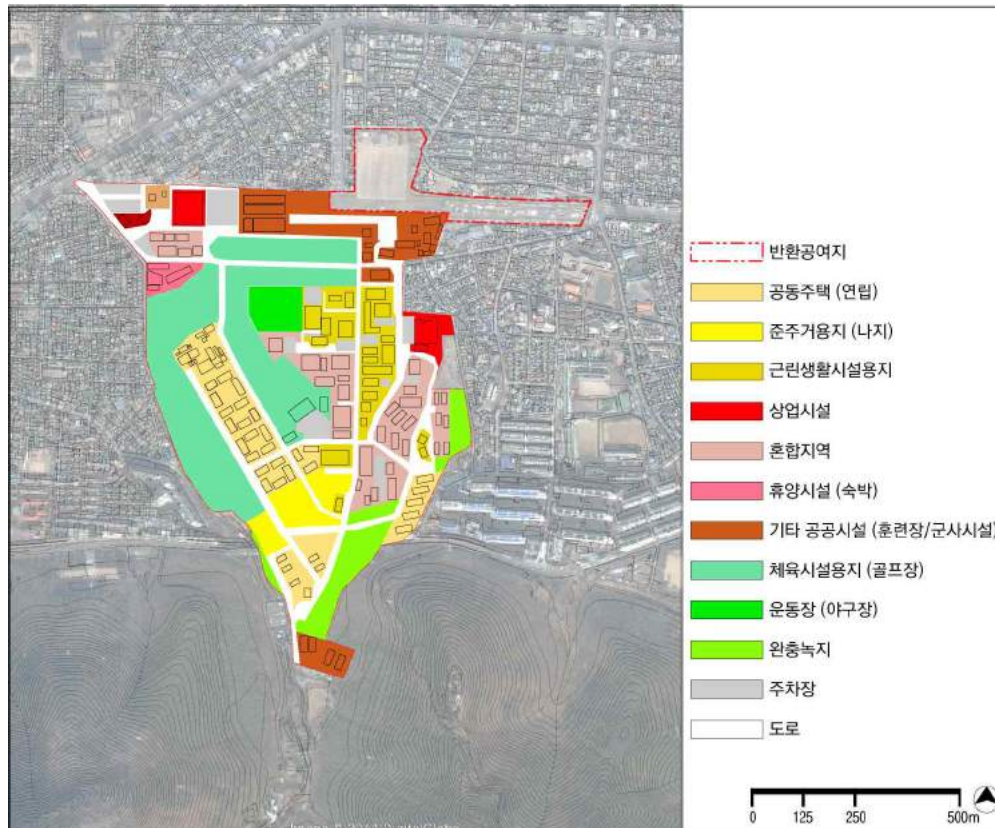 반환공여지
공동주택 (연립)
준주거용지 (나지)
근린생활시설용지
상업시설
혼합지역
휴양시설 (숙박)
기타 공공시설 (훈련장/군사시설)
체육시설용지 (골프장)
운동장 (야구장)
완충녹지
주차장
도로
0 125 250 500m